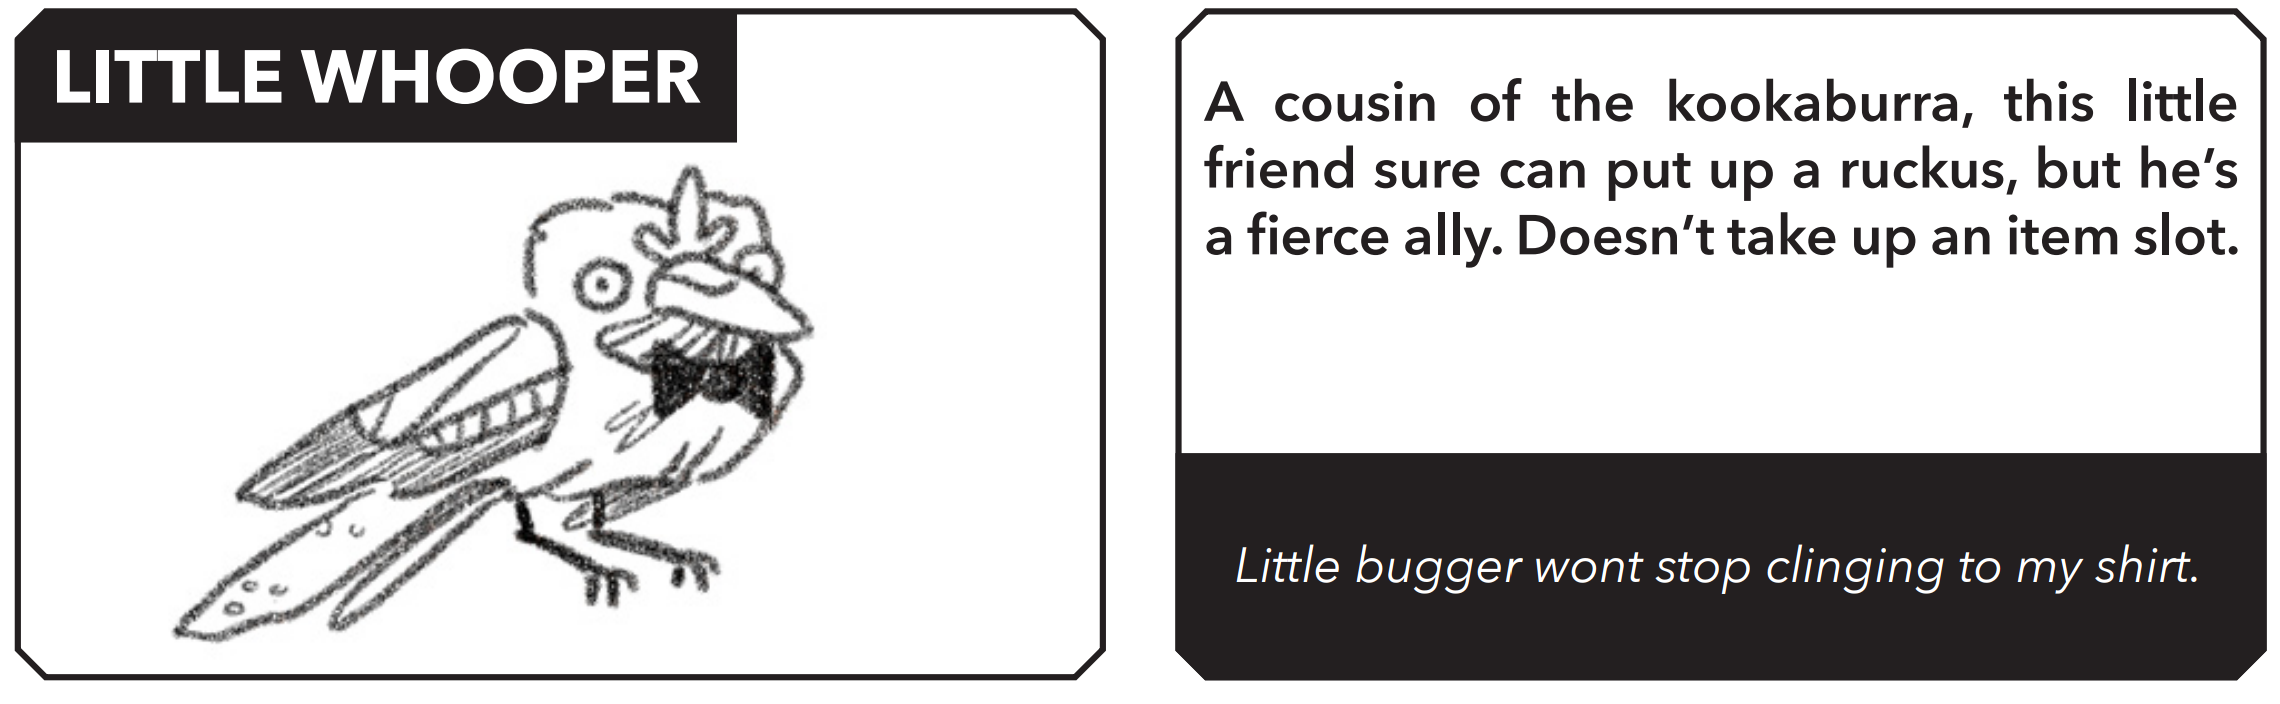 LITTLE WHOOPER
A cousin of the kookaburra, this little
friend sure can put up a ruckus, but he’s
a fierce ally. Doesn’t take up an item slot.
Little bugger wont stop clinging to my shirt.